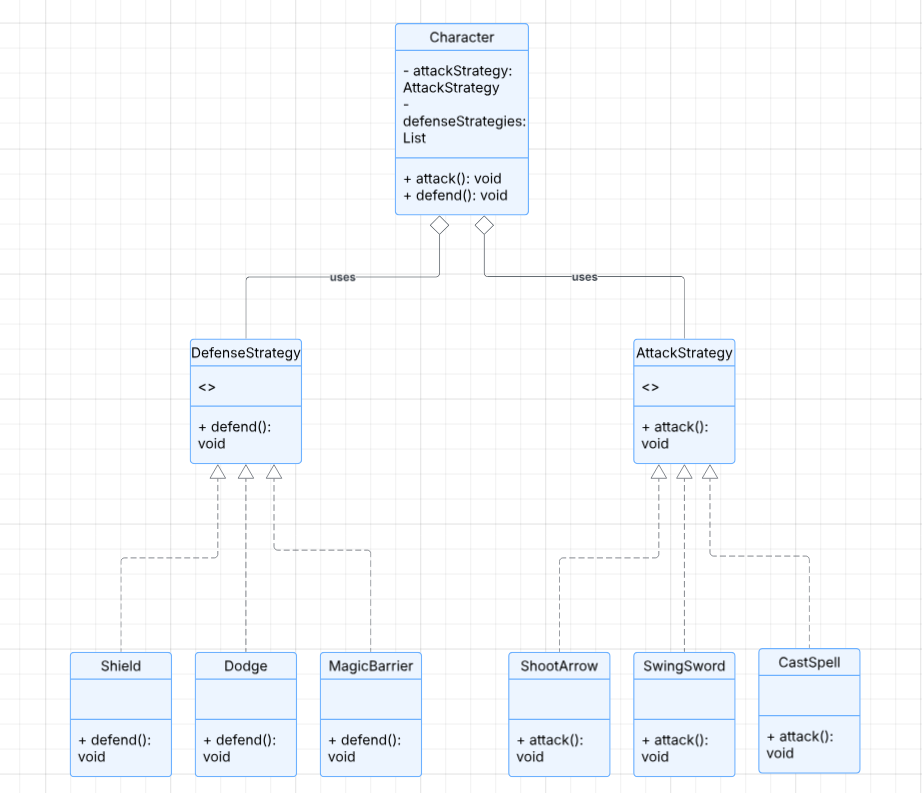 Character
- attackStrategy:
AttackStrategy
-
defenseStrategies:
List
+ attack(): void
+ defend(): void
uses
uses
DefenseStrategy
<>
+ defend():
void
AttackStrategy
<>
+ attack():
void
Shield
+ defend():
void
Dodge
+ defend():
void
MagicBarrier
+ defend():
void
ShootArrow
+ attack():
void
SwingSword
+ attack():
void
CastSpell
+ attack():
void